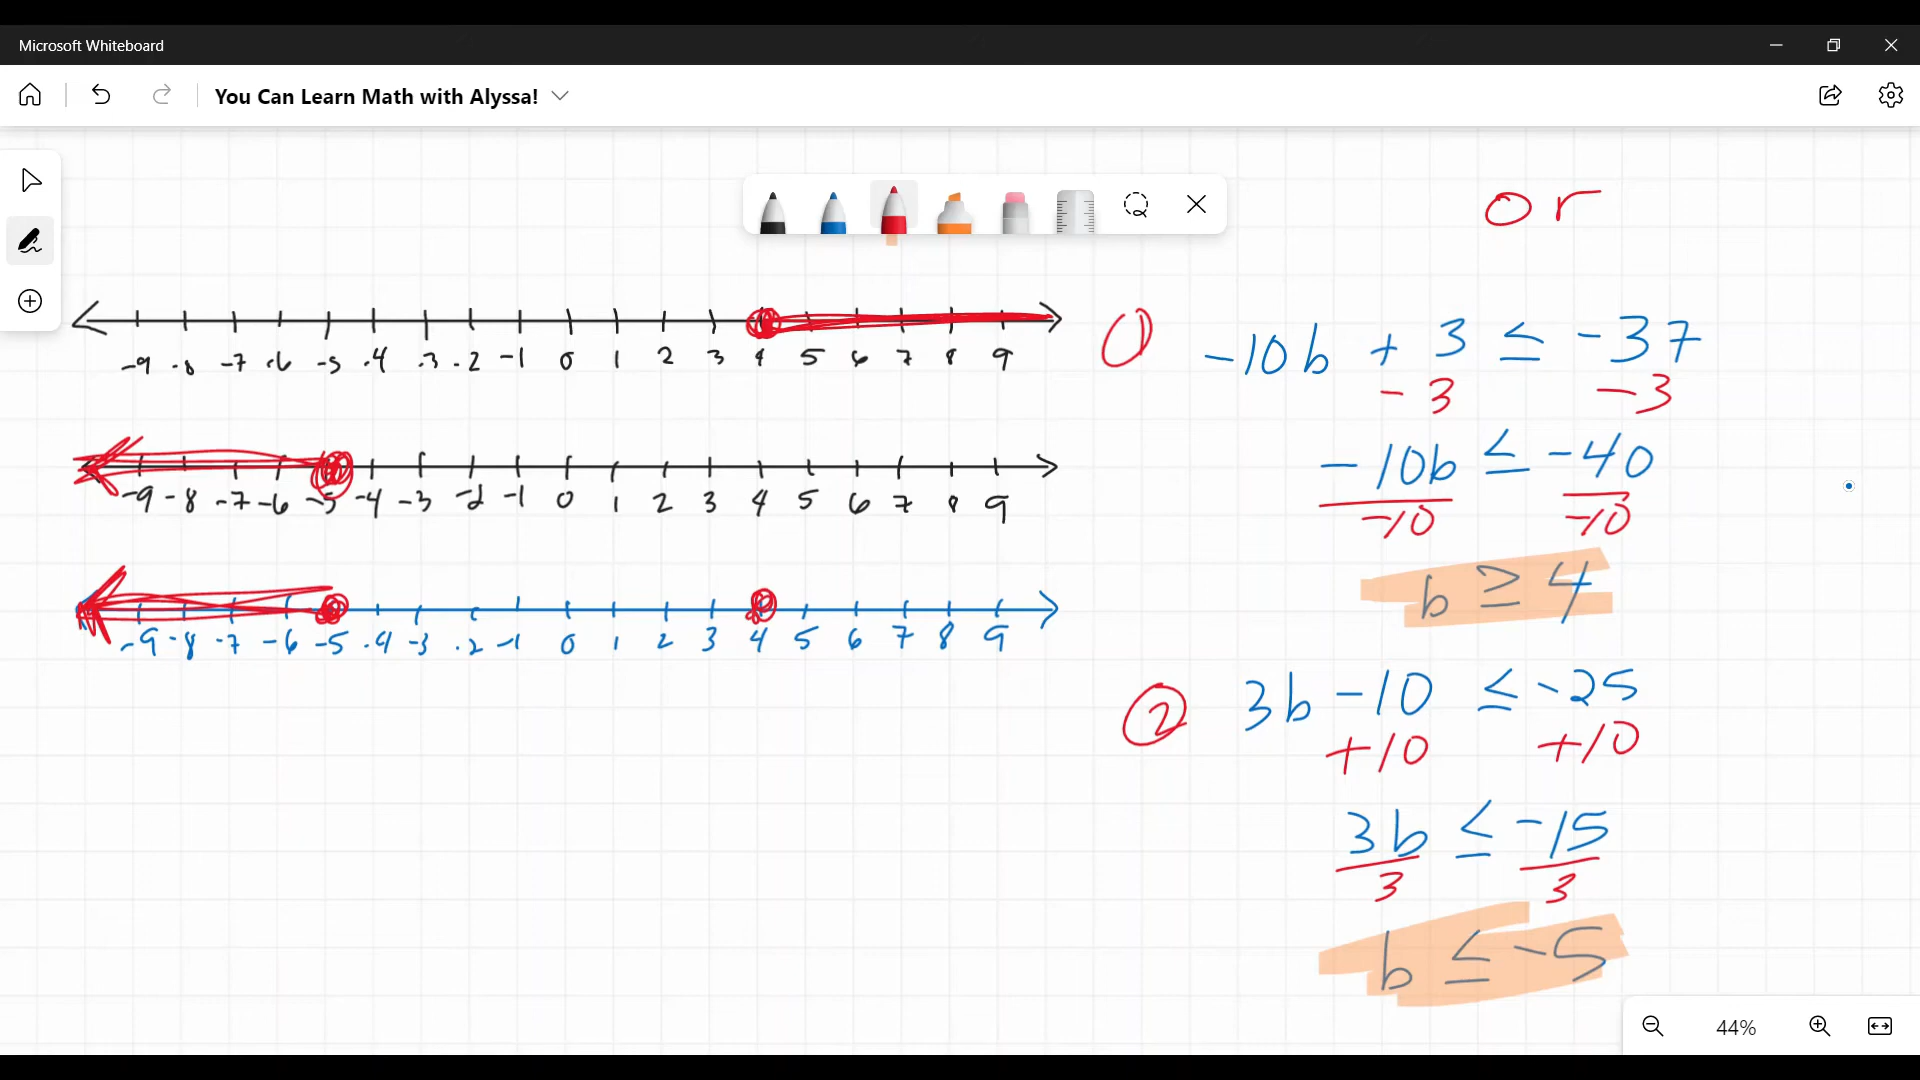 Microsoft Whiteboard
You Can Learn Math with Alyssa!
or
-9 -8 -7 -6 -5 -4 -3 -2 -1 0 1 2 3 4 5 6 7 8 9
-9 -8 -7 -6 -5 -4 -3 -2 -1 0 1 2 3 4 5 6 7 8 9
-9 -8 -7 -6 -5 -4 -3 -2 -1 0 1 2 3 4 5 6 7 8 9
① -10b + 3 ≤ -37
- 3 -3
-10b ≤ -40
-10 -10
b ≥ 4
② 3b -10 ≤ -25
+10 +10
3b ≤ -15
3 3
b ≤ -5
44%